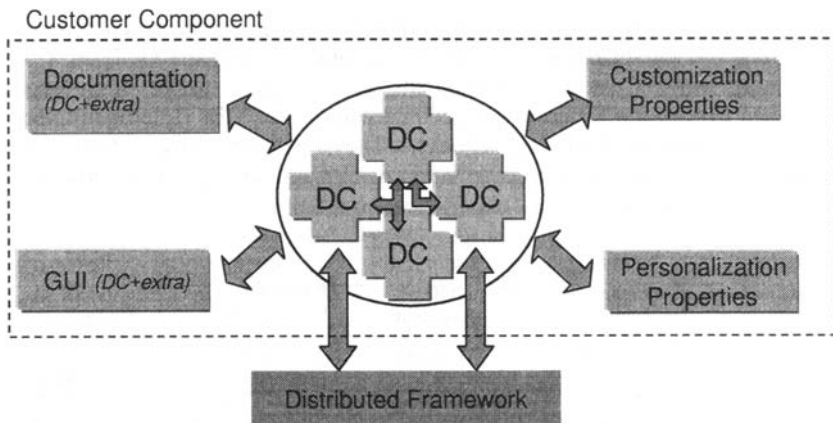 Customer Component
Documentation
(DC+extra)
Customization
Properties
DC
DC
DC
DC
GUI (DC+extra)
Personalization
Properties
Distributed Framework